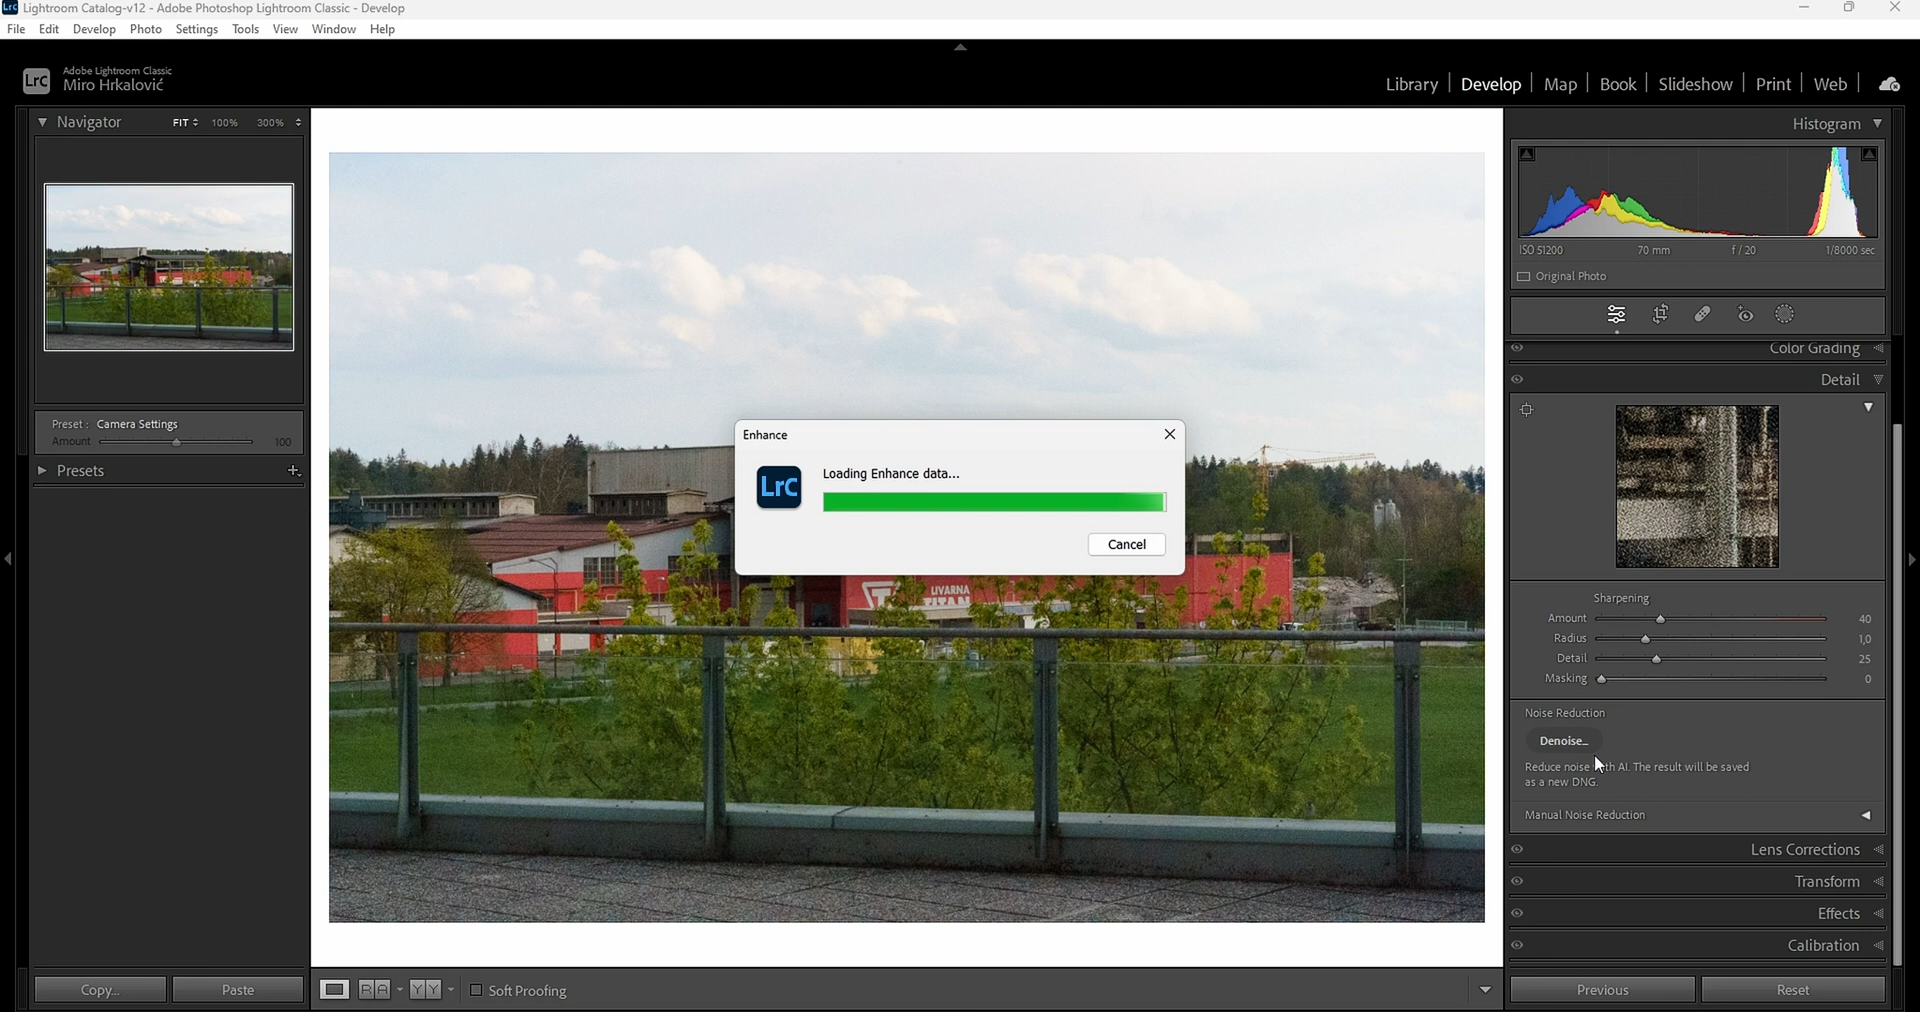 Lrc Lightroom Catalog-v12 - Adobe Photoshop Lightroom Classic - Develop
File Edit Develop Photo Settings Tools View Window Help
LrC Adobe Lightroom Classic
Miro Hrkalović
Library Develop Map Book Slideshow Print Web
Navigator FIT 100% 300%
Histogram
ISO 51200 70 mm f / 20 1/8000 sec
Original Photo
Color Grading
Detail
Preset : Camera Settings
Amount 100
Presets
Enhance
LrC Loading Enhance data...
Cancel
LIVARNA
TITAN
Sharpening
Amount 40
Radius 1,0
Detail 25
Masking 0
Noise Reduction
Denoise...
Reduce noise with AI. The result will be saved
as a new DNG.
Manual Noise Reduction
Lens Corrections
Transform
Effects
Calibration
Copy... Paste
R A Y Y Soft Proofing
Previous Reset